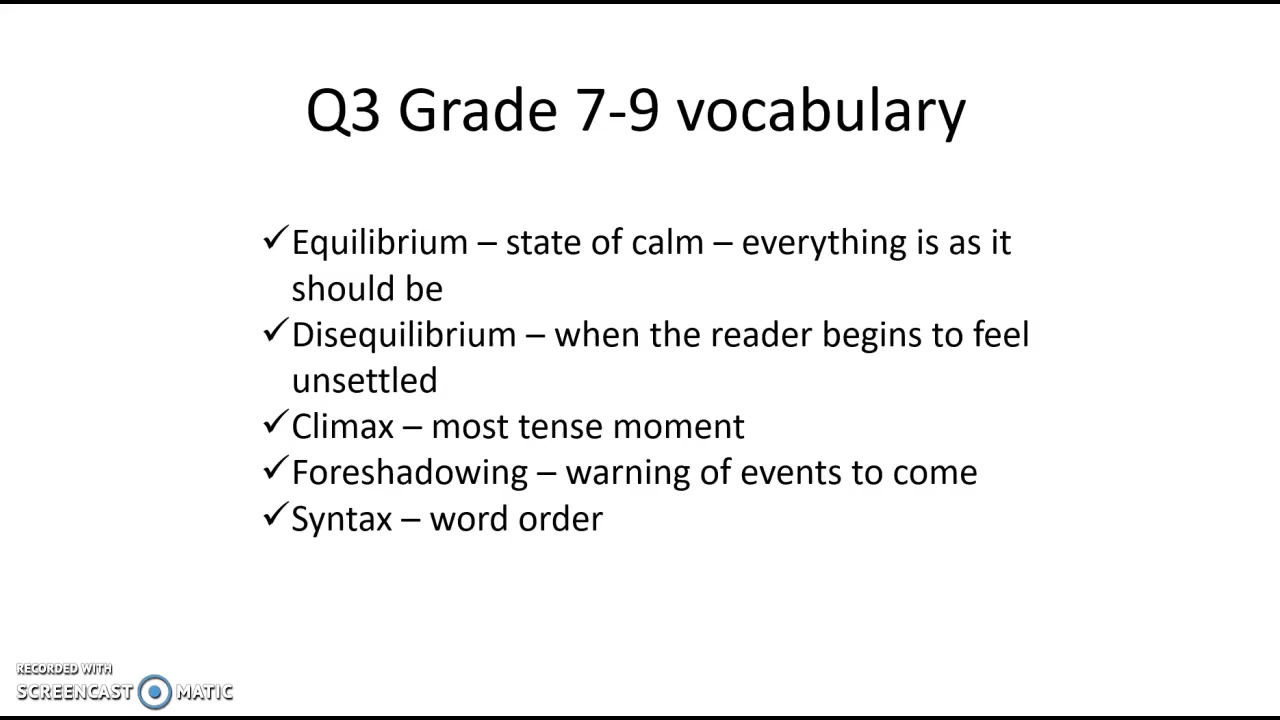 Q3 Grade 7-9 vocabulary
✓Equilibrium – state of calm – everything is as it
should be
✓Disequilibrium – when the reader begins to feel
unsettled
✓Climax – most tense moment
✓Foreshadowing – warning of events to come
✓Syntax – word order
RECORDED WITH
SCREENCAST MATIC